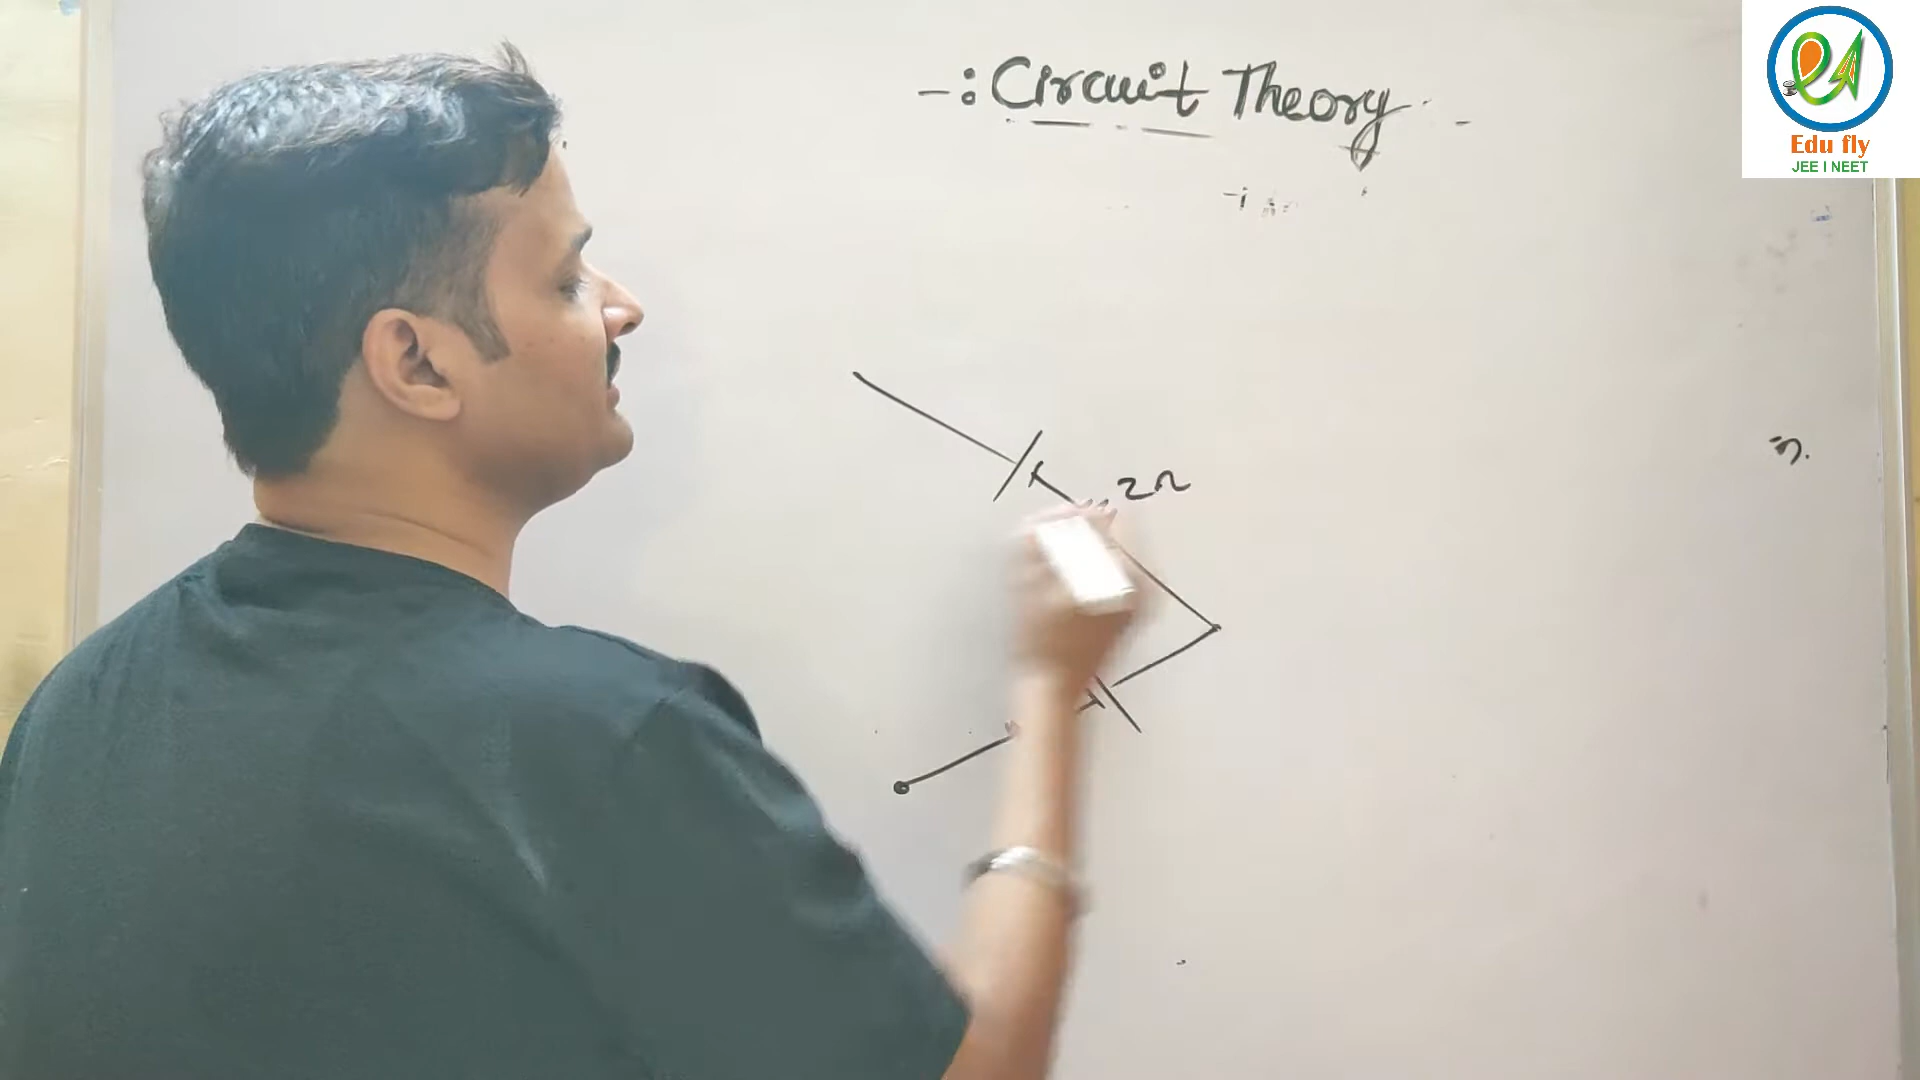 -: Circuit Theory
Edu fly
JEE I NEET
2Ω